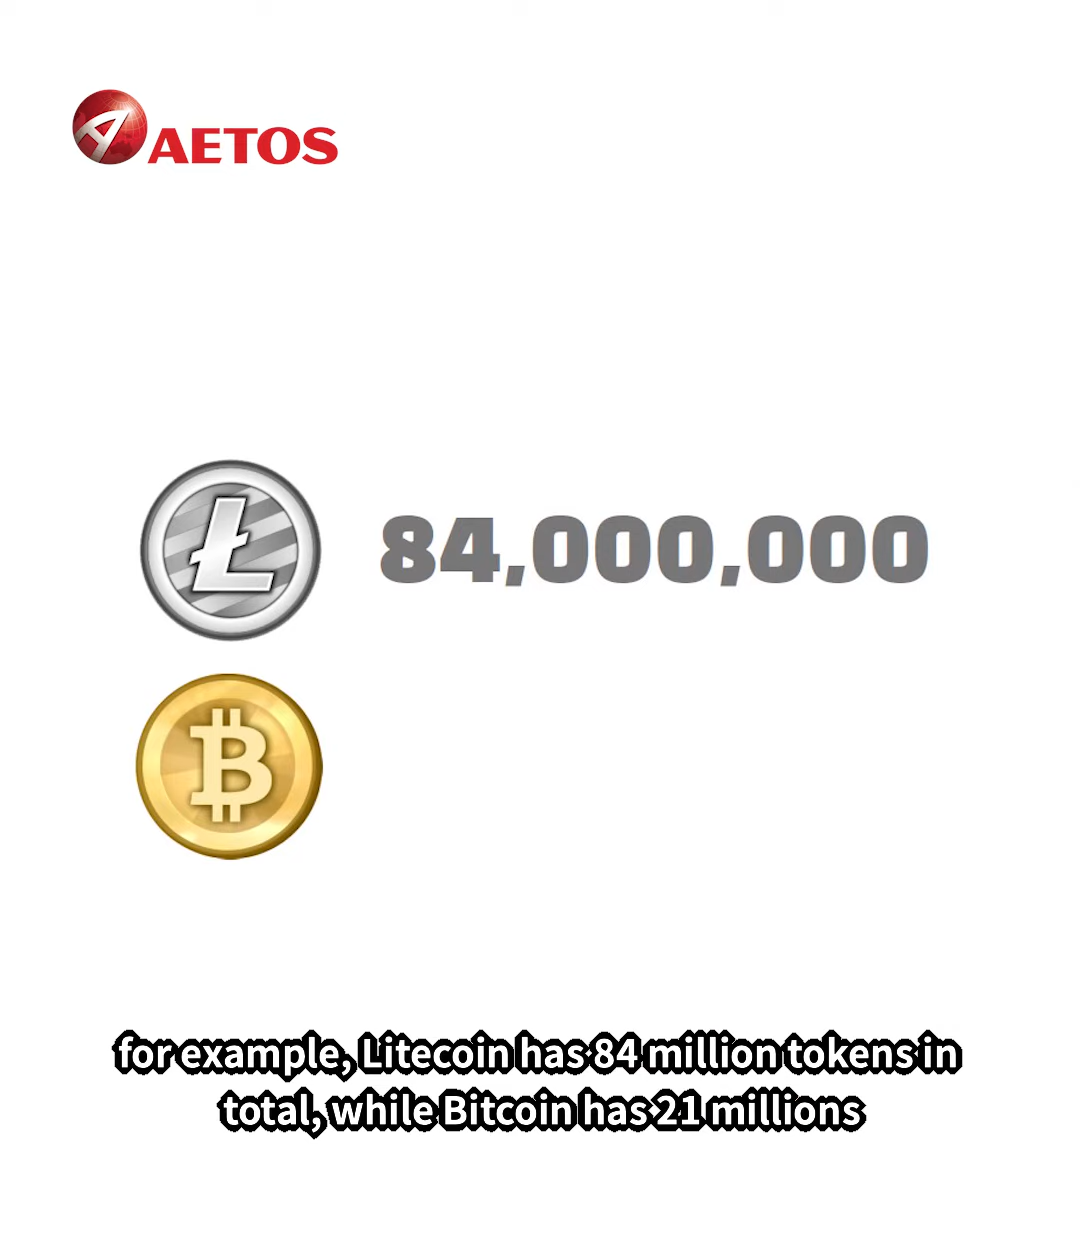 AETOS
84,000,000
for example, Litecoin has 84 million tokens in
total, while Bitcoin has 21 millions